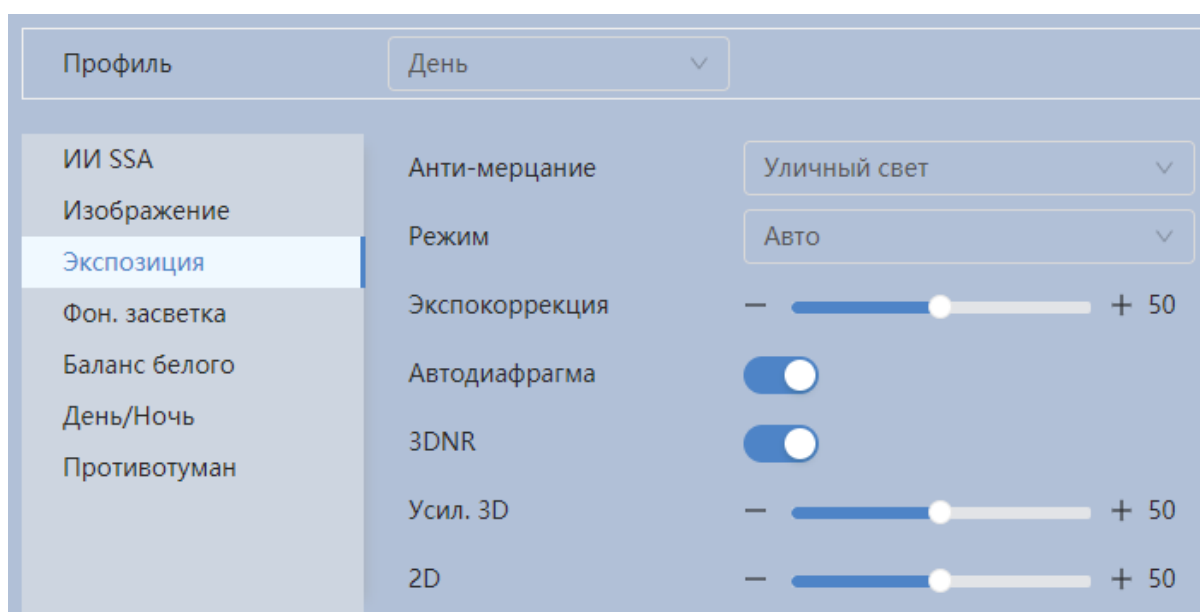 Профиль День
ИИ SSA
Изображение
Экспозиция
Фон. засветка
Баланс белого
День/Ночь
Противотуман
Анти-мерцание Уличный свет
Режим Авто
Экспокоррекция − + 50
Автодиафрагма
3DNR
Усил. 3D − + 50
2D − + 50